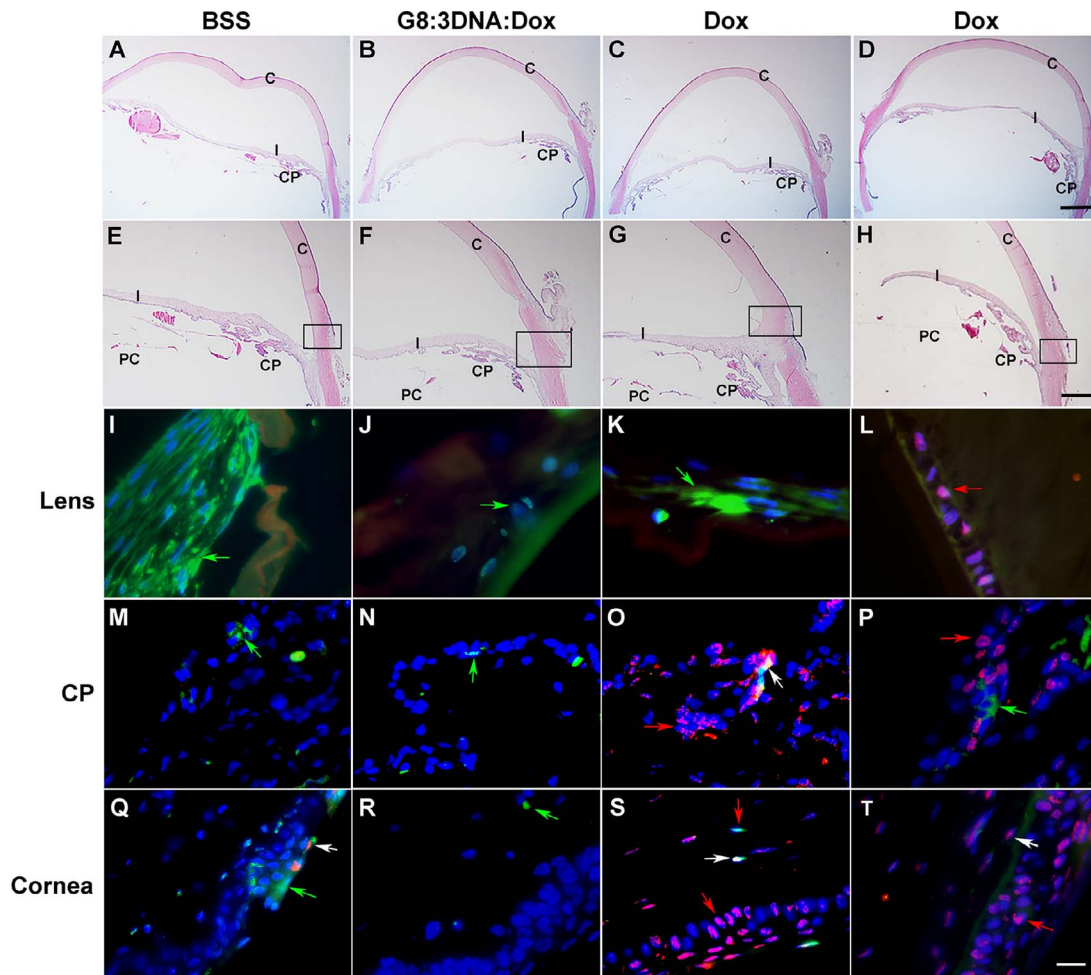 BSS G8:3DNA:Dox Dox Dox
A B C D
C C C C
I I I I
CP CP CP CP
E F G H
C C C C
I I I I
PC CP PC CP PC CP PC CP
Lens I J K L
CP M N O P
Cornea Q R S T